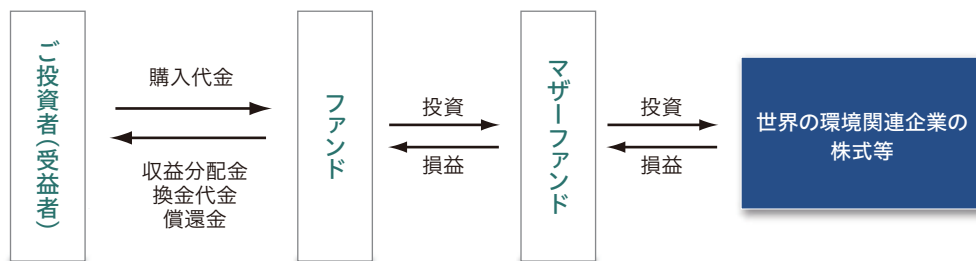 ご投資者(受益者)
購入代金
収益分配金
換金代金
償還金
ファンド
投資
損益
マザーファンド
投資
損益
世界の環境関連企業の
株式等